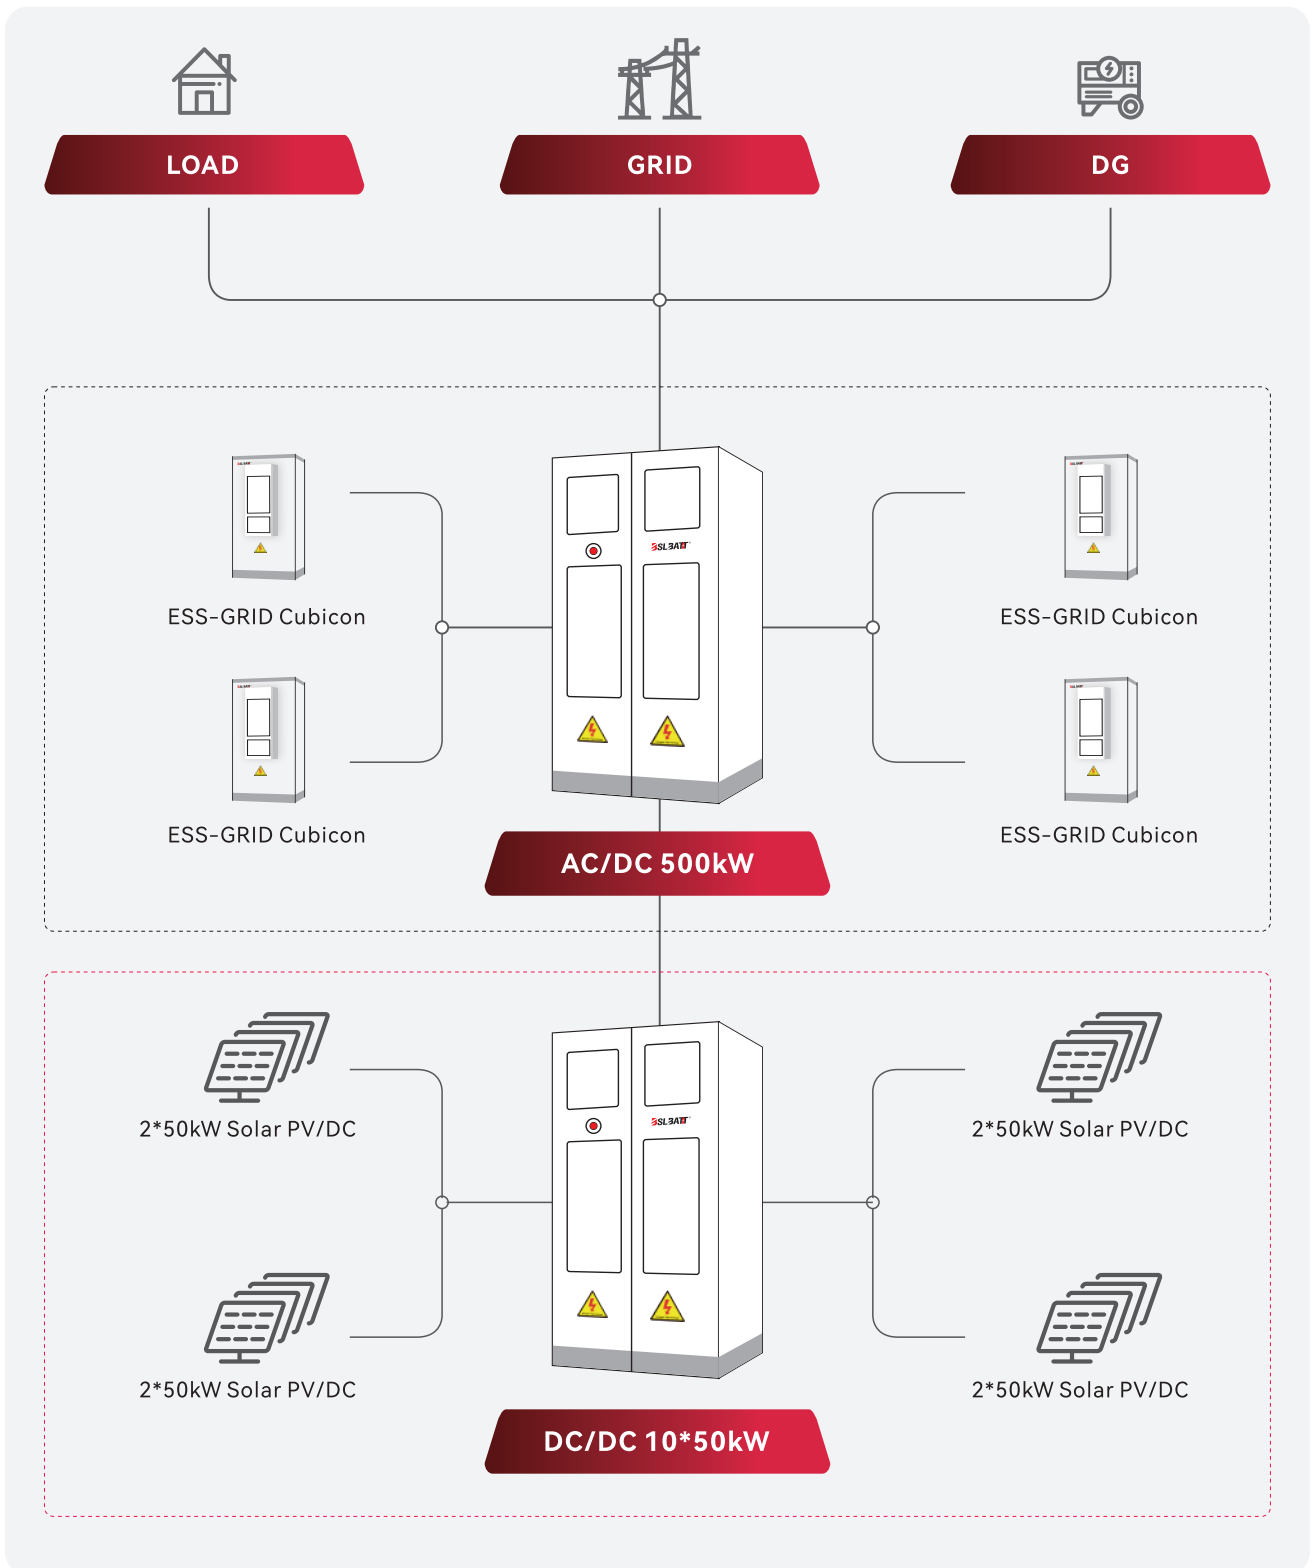 LOAD
GRID
DG
BSLBATT
ESS-GRID Cubicon
ESS-GRID Cubicon
ESS-GRID Cubicon
ESS-GRID Cubicon
AC/DC 500kW
BSLBATT
2*50kW Solar PV/DC
2*50kW Solar PV/DC
2*50kW Solar PV/DC
2*50kW Solar PV/DC
DC/DC 10*50kW